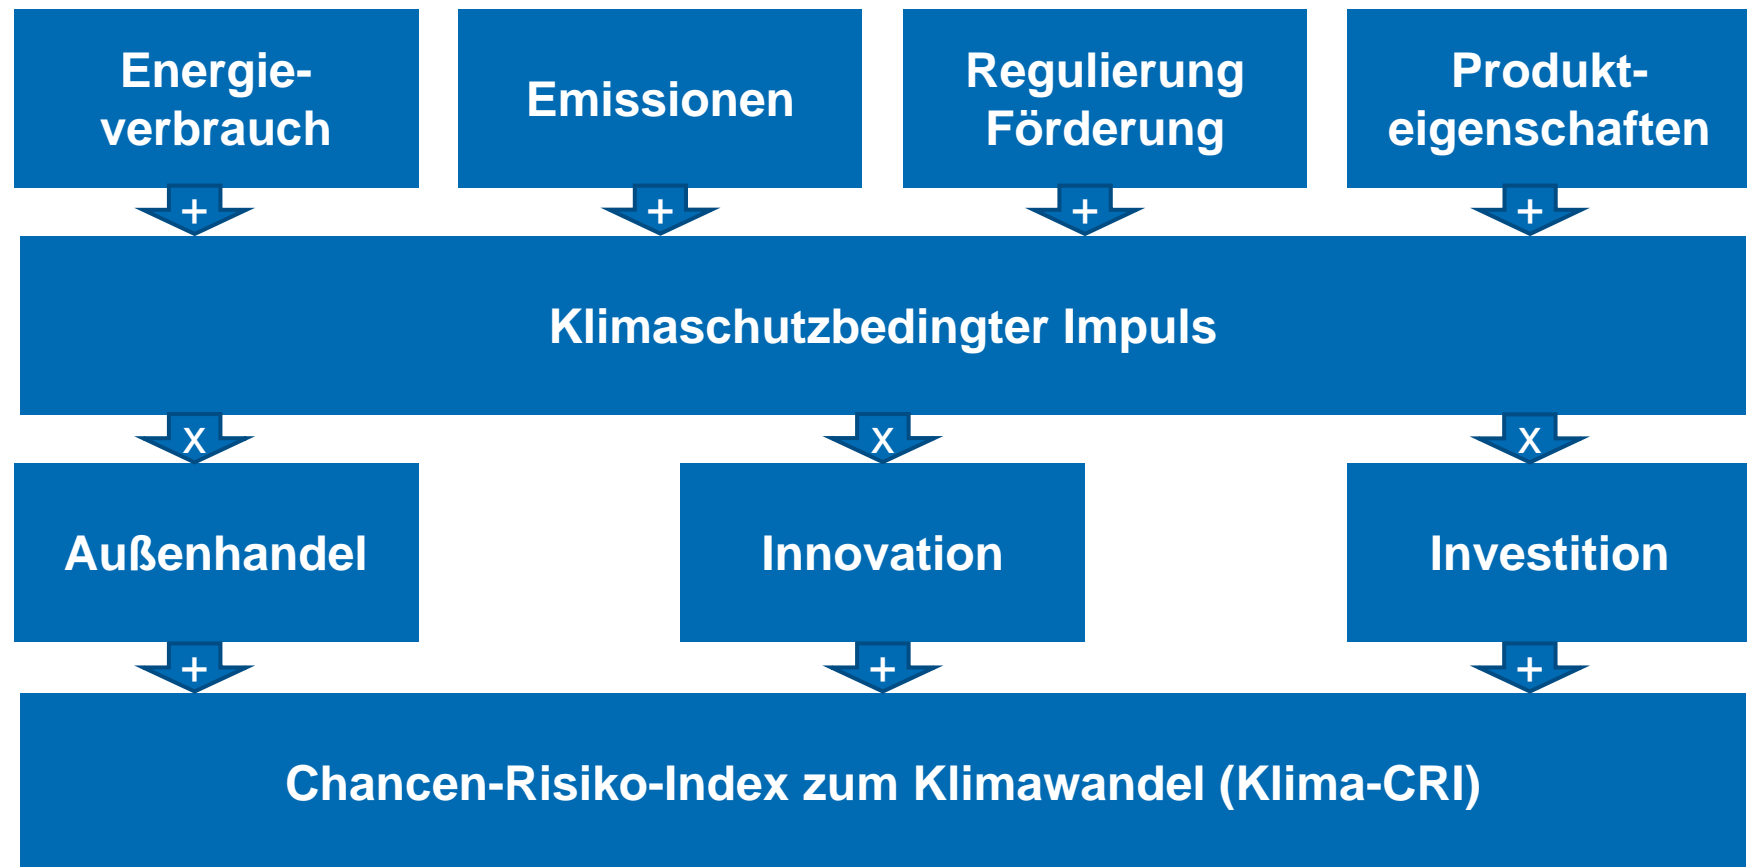 Energie-
verbrauch
Emissionen
Regulierung
Förderung
Produkt-
eigenschaften
+ + + +
Klimaschutzbedingter Impuls
x x x
Außenhandel
Innovation
Investition
+ + +
Chancen-Risiko-Index zum Klimawandel (Klima-CRI)